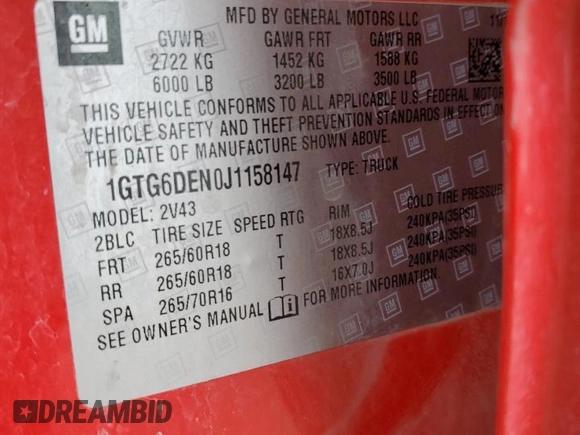 GM
MFD BY GENERAL MOTORS LLC
GVWR GAWR FRT GAWR RR
2722 KG 1452 KG 1588 KG
6000 LB 3200 LB 3500 LB
THIS VEHICLE CONFORMS TO ALL APPLICABLE U.S. FEDERAL MOTOR
VEHICLE SAFETY AND THEFT PREVENTION STANDARDS IN EFFECT ON
THE DATE OF MANUFACTURE SHOWN ABOVE.
1GTG6DEN0J1158147 TYPE: TRUCK
MODEL: 2V43
2BLC TIRE SIZE SPEED RTG RIM COLD TIRE PRESSURE
FRT 265/60R18 T 18X8.5J 240KPA(35PSI)
RR 265/60R18 T 18X8.5J 240KPA(35PSI)
SPA 265/70R16 T 16X7.0J 240KPA(35PSI)
SEE OWNER'S MANUAL FOR MORE INFORMATION.
DREAMBID